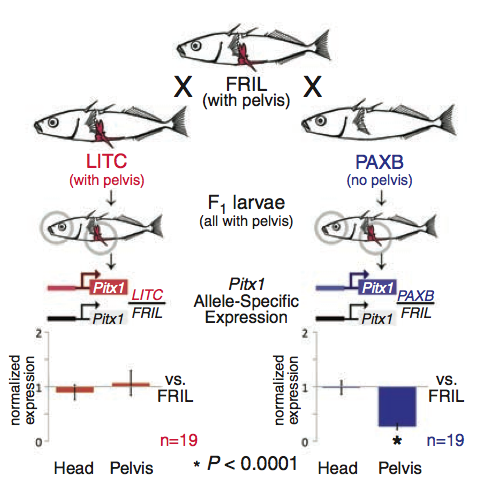 X FRIL X
(with pelvis)
LITC
(with pelvis)
PAXB
(no pelvis)
F1 larvae
(all with pelvis)
Pitx1
LITC
FRIL
Pitx1
Pitx1
Allele-Specific
Expression
Pitx1
PAXB
FRIL
Pitx1
normalized
expression
2
1
0
vs.
FRIL
n=19
Head Pelvis
* P < 0.0001
normalized
expression
2
1
0
vs.
FRIL
*
n=19
Head Pelvis